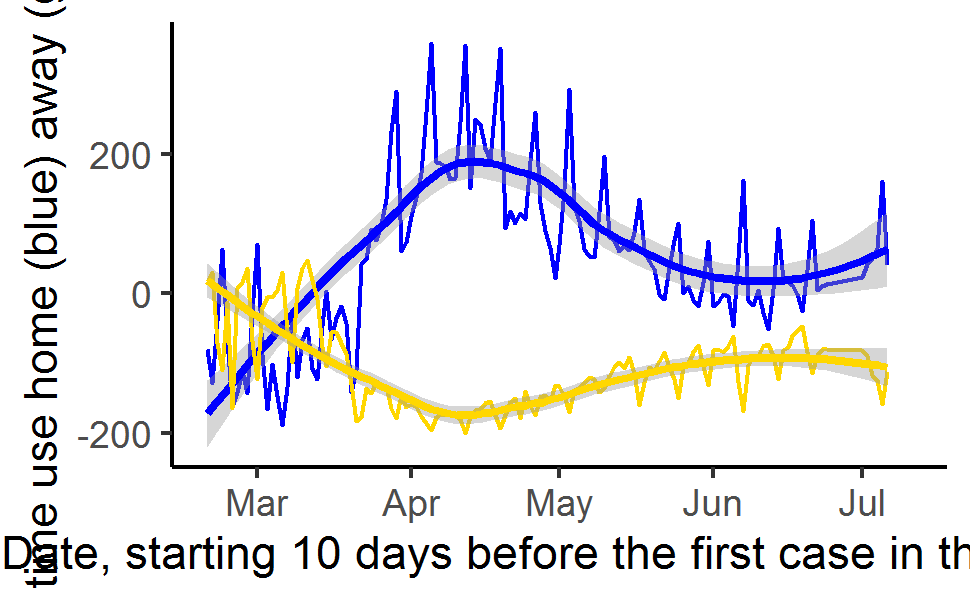 time use home (blue) away (
200
0
-200
Mar Apr May Jun Jul
Date, starting 10 days before the first case in th